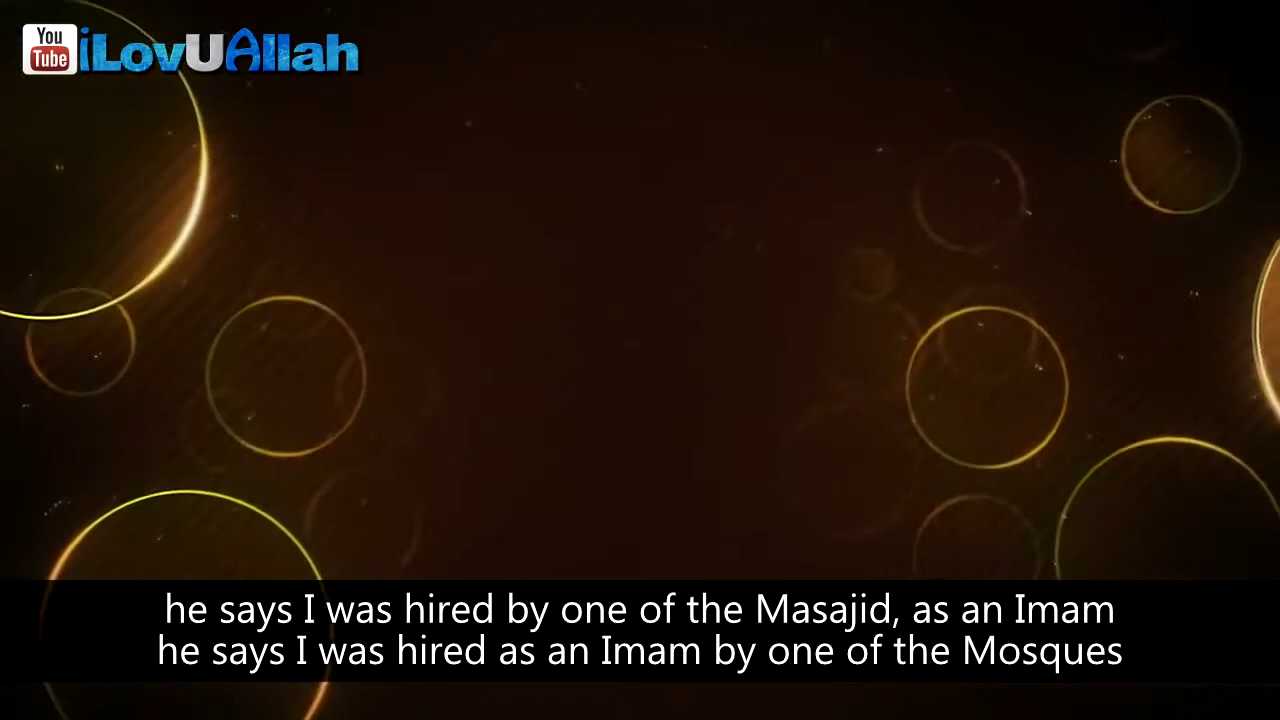 You
Tube
iLovUAllah
he says I was hired by one of the Masajid, as an Imam
he says I was hired as an Imam by one of the Mosques